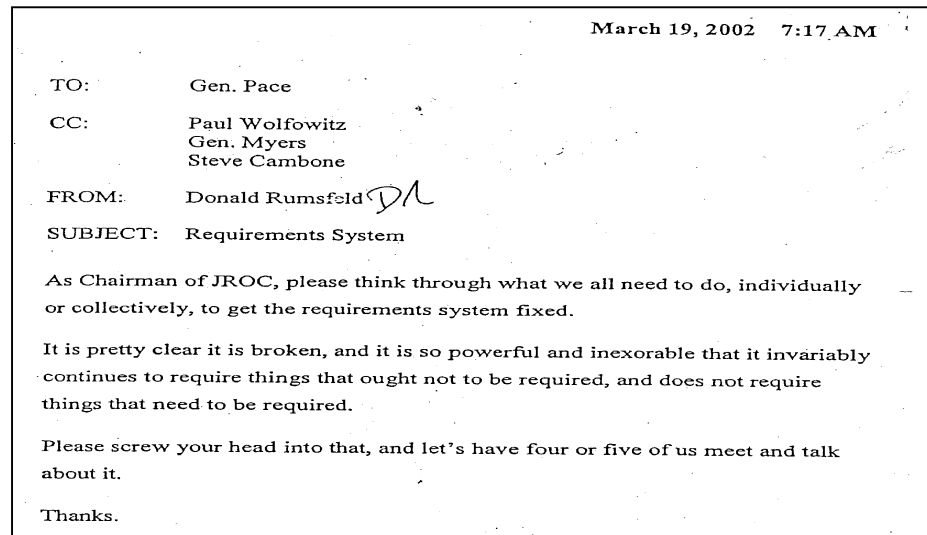 March 19, 2002 7:17 AM
TO: Gen. Pace
CC: Paul Wolfowitz
Gen. Myers
Steve Cambone
FROM: Donald Rumsfeld
SUBJECT: Requirements System
As Chairman of JROC, please think through what we all need to do, individually
or collectively, to get the requirements system fixed.
It is pretty clear it is broken, and it is so powerful and inexorable that it invariably
continues to require things that ought not to be required, and does not require
things that need to be required.
Please screw your head into that, and let's have four or five of us meet and talk
about it.
Thanks.